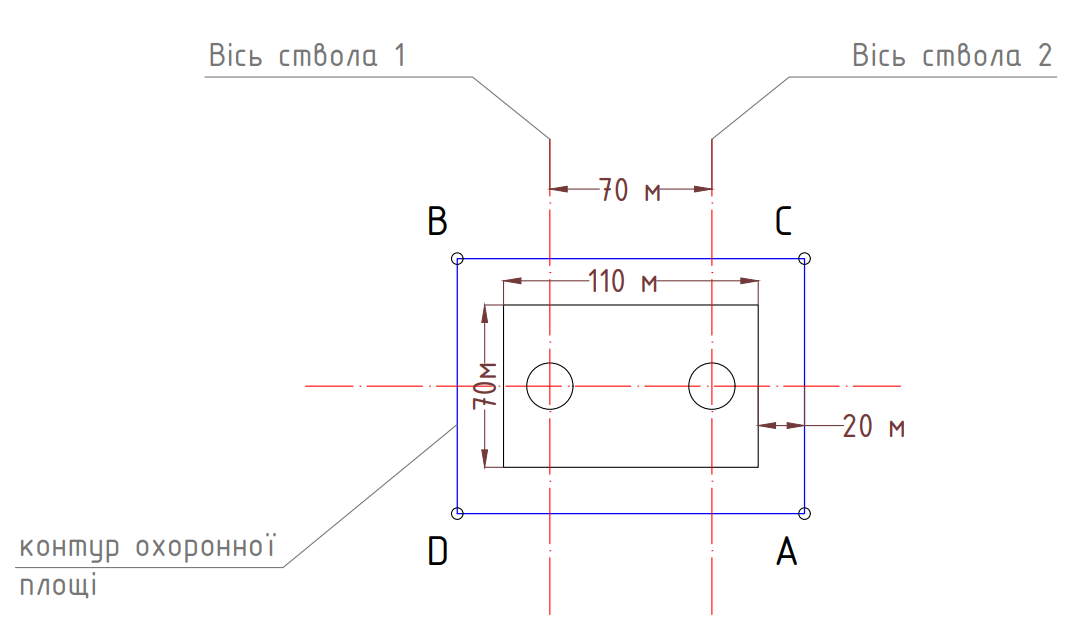 Вісь ствола 1
Вісь ствола 2
70 м
B
C
110 м
70м
20 м
контур охоронної
площі
D
A